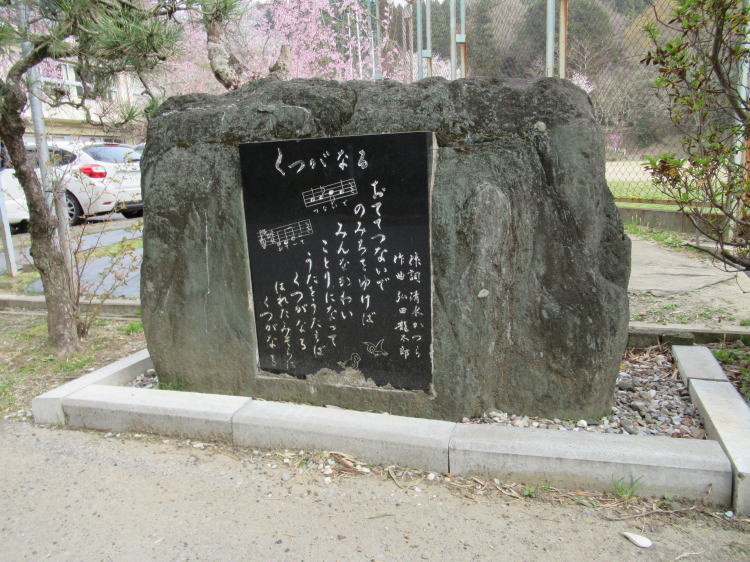 くつがなる
おててつないで
のみちをゆけば
みんなかわい
ことりになって
うたをうたえば
くつがなる
はれたみそらに
くつがなる
作詞 清水かつら
作曲 弘田龍太郎
つないで